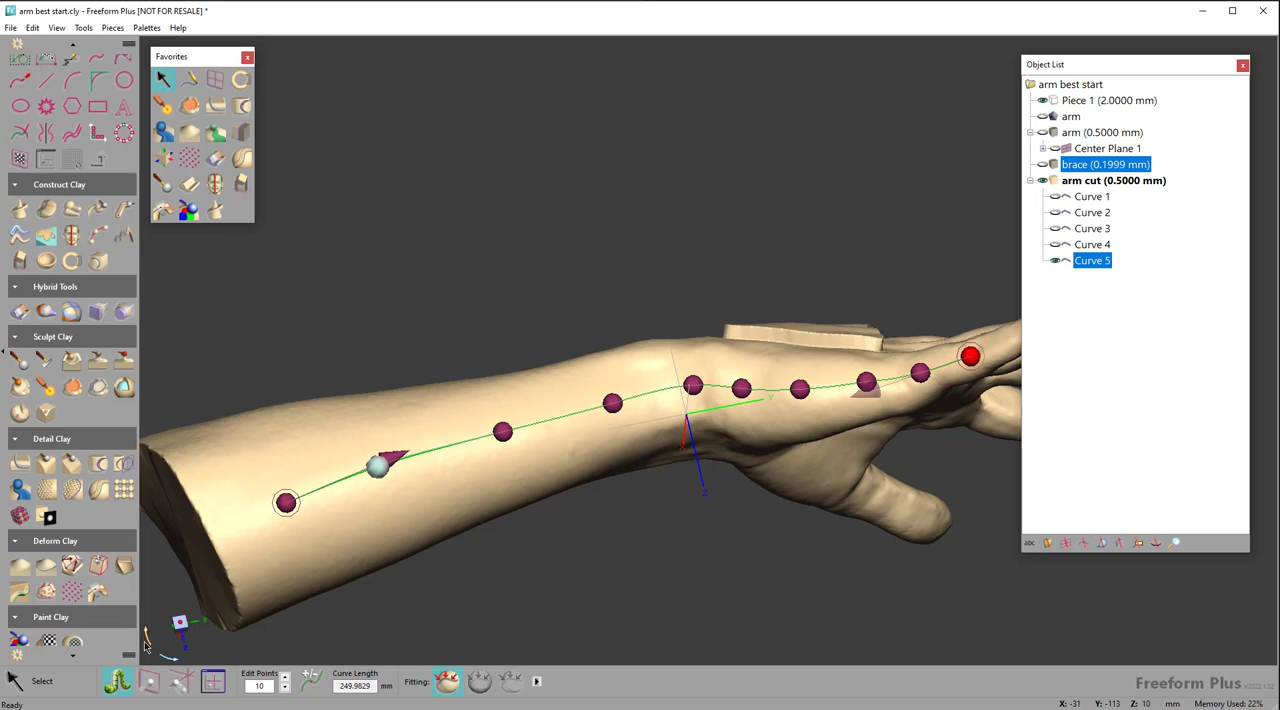 arm best start.cly - Freeform Plus [NOT FOR RESALE] *
File Edit View Tools Pieces Palettes Help
Favorites
Object List
arm best start
Piece 1 (2.0000 mm)
arm
arm (0.5000 mm)
Center Plane 1
brace (0.1999 mm)
arm cut (0.5000 mm)
Curve 1
Curve 2
Curve 3
Curve 4
Curve 5
abc
Construct Clay
Hybrid Tools
Sculpt Clay
Detail Clay
Deform Clay
Paint Clay
Y
Z
Y
Z
Select
Edit Points
10
Curve Length
249.9829 mm
Fitting:
Freeform Plus
Ready
X: -31 Y: -113 Z: 10 mm Memory Used: 22%